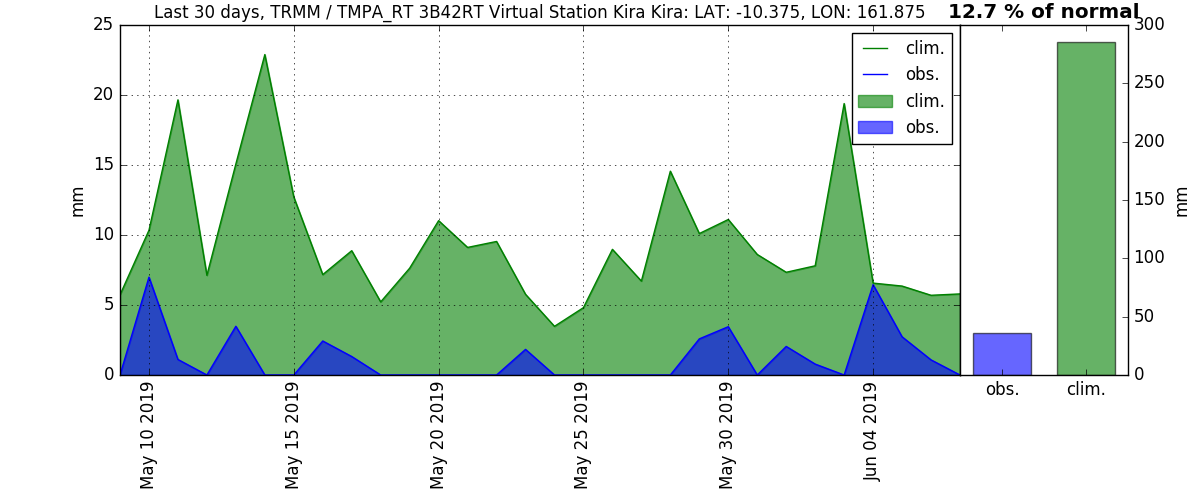 Last 30 days, TRMM / TMPA_RT 3B42RT Virtual Station Kira Kira: LAT: -10.375, LON: 161.875
12.7 % of normal
25
20
15
10
5
0
mm
clim.
obs.
clim.
obs.
May 10 2019
May 15 2019
May 20 2019
May 25 2019
May 30 2019
Jun 04 2019
300
250
200
150
100
50
0
mm
obs.
clim.